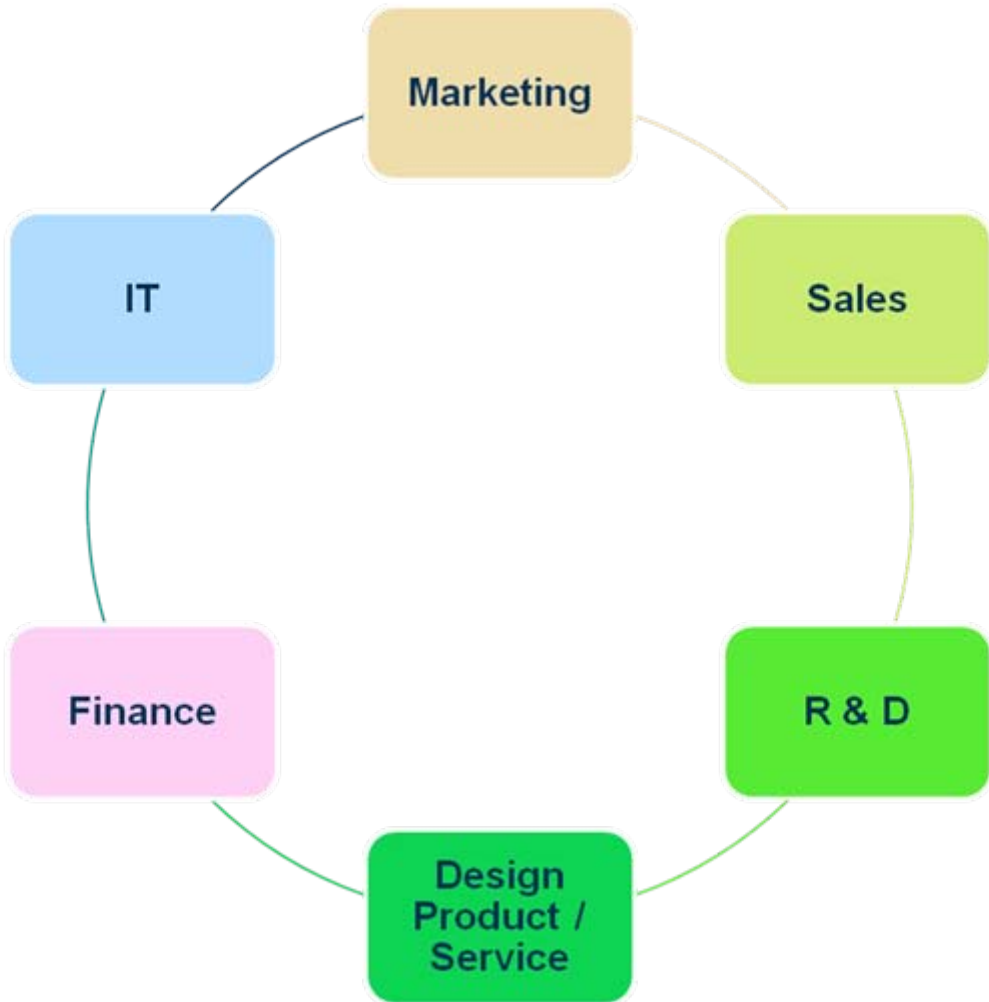 Marketing
IT
Sales
Finance
R & D
Design
Product /
Service